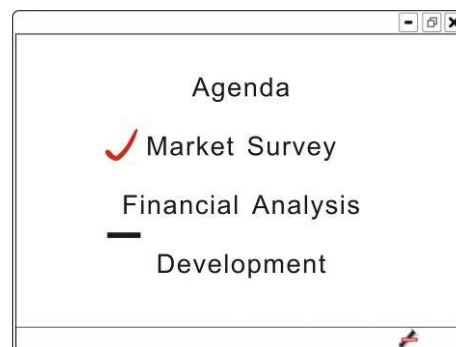 Agenda
Market Survey
Financial Analysis
Development